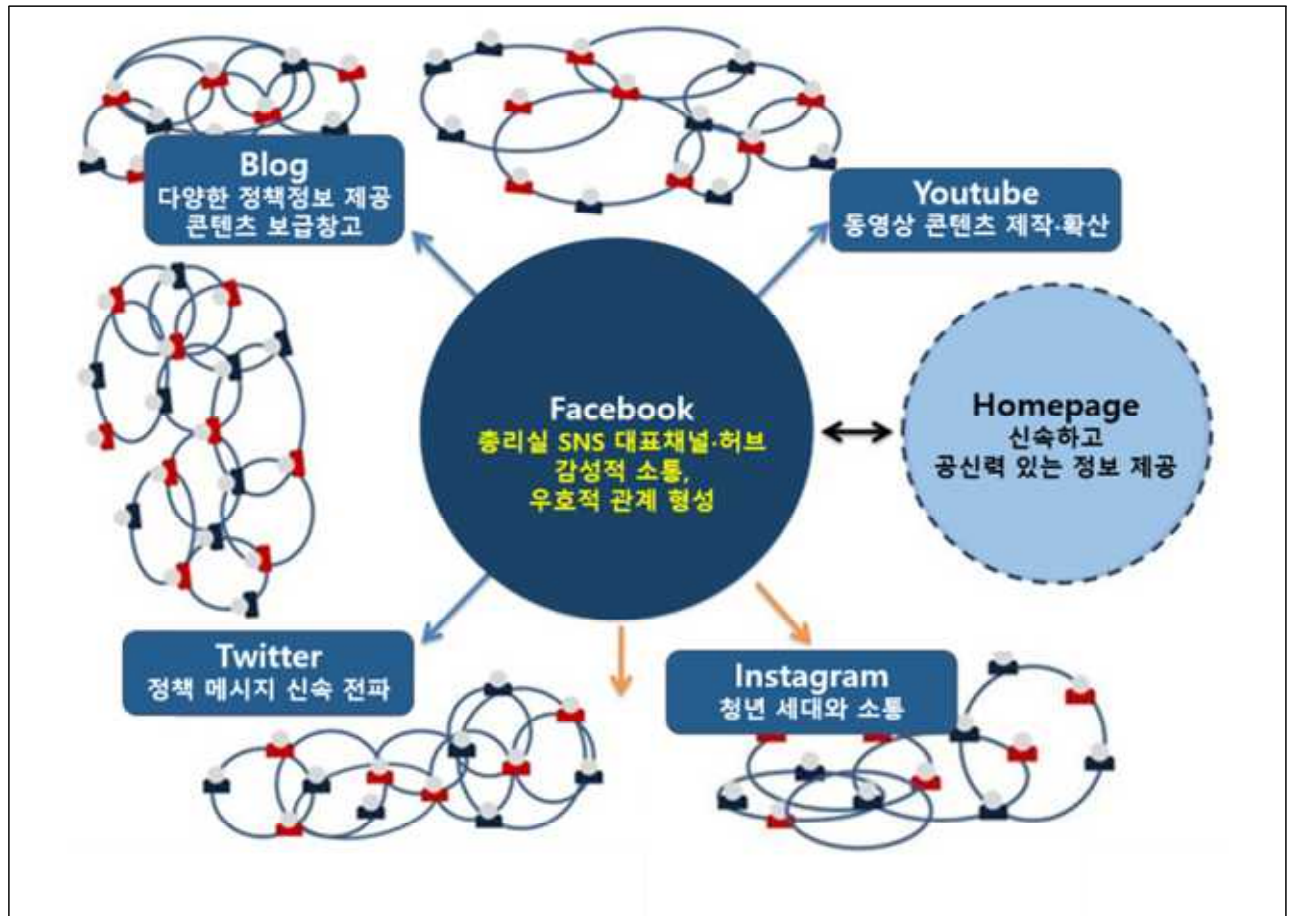 Blog
다양한 정책정보 제공
콘텐츠 보급창고
Youtube
동영상 콘텐츠 제작·확산
Facebook
총리실 SNS 대표채널·허브
감성적 소통,
우호적 관계 형성
Homepage
신속하고
공신력 있는 정보 제공
Twitter
정책 메시지 신속 전파
Instagram
청년 세대와 소통